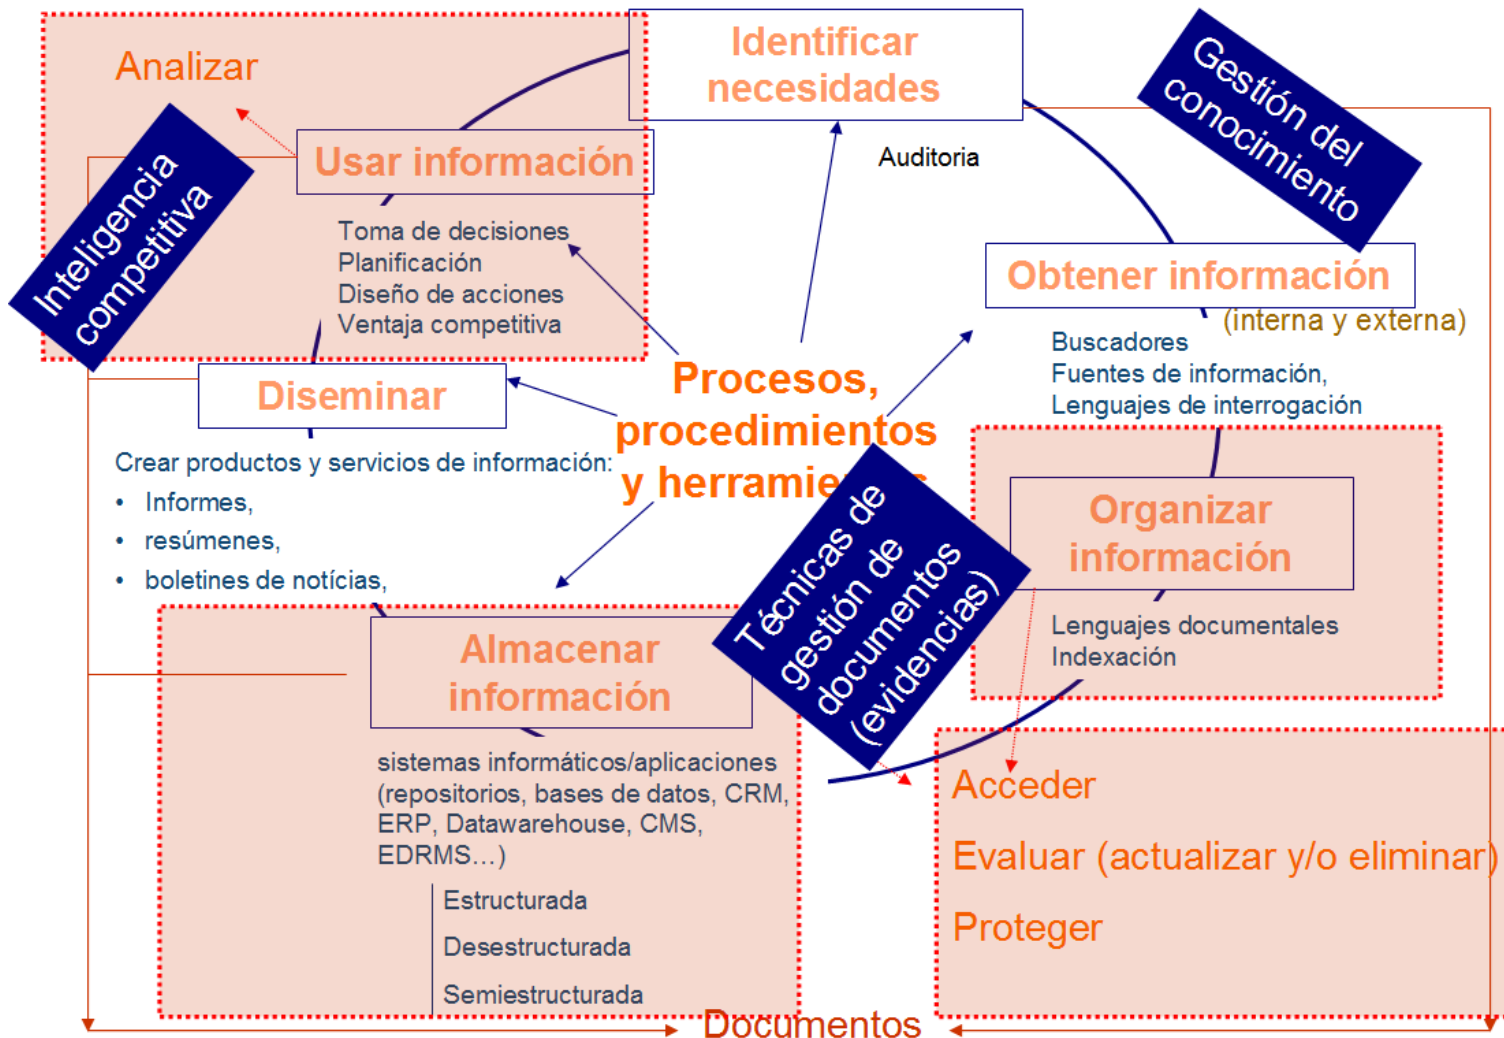 Identificar
necesidades
Analizar
Gestión del
conocimiento
Usar información
Auditoria
Inteligencia
competitiva
Toma de decisiones
Planificación
Diseño de acciones
Ventaja competitiva
Obtener información
(interna y externa)
Buscadores
Fuentes de información,
Lenguajes de interrogación
Diseminar
Procesos,
procedimientos
y
Crear productos y servicios de información:
• Informes,
• resúmenes,
• boletines de notícias,
Técnicas de
gestión de
documentos
(evidencias)
Organizar
información
Lenguajes documentales
Indexación
Almacenar
información
sistemas informáticos/aplicaciones
(repositorios, bases de datos, CRM,
ERP, Datawarehouse, CMS,
EDRMS…)
Estructurada
Desestructurada
Semiestructurada
Acceder
Evaluar (actualizar y/o eliminar)
Proteger
Documentos